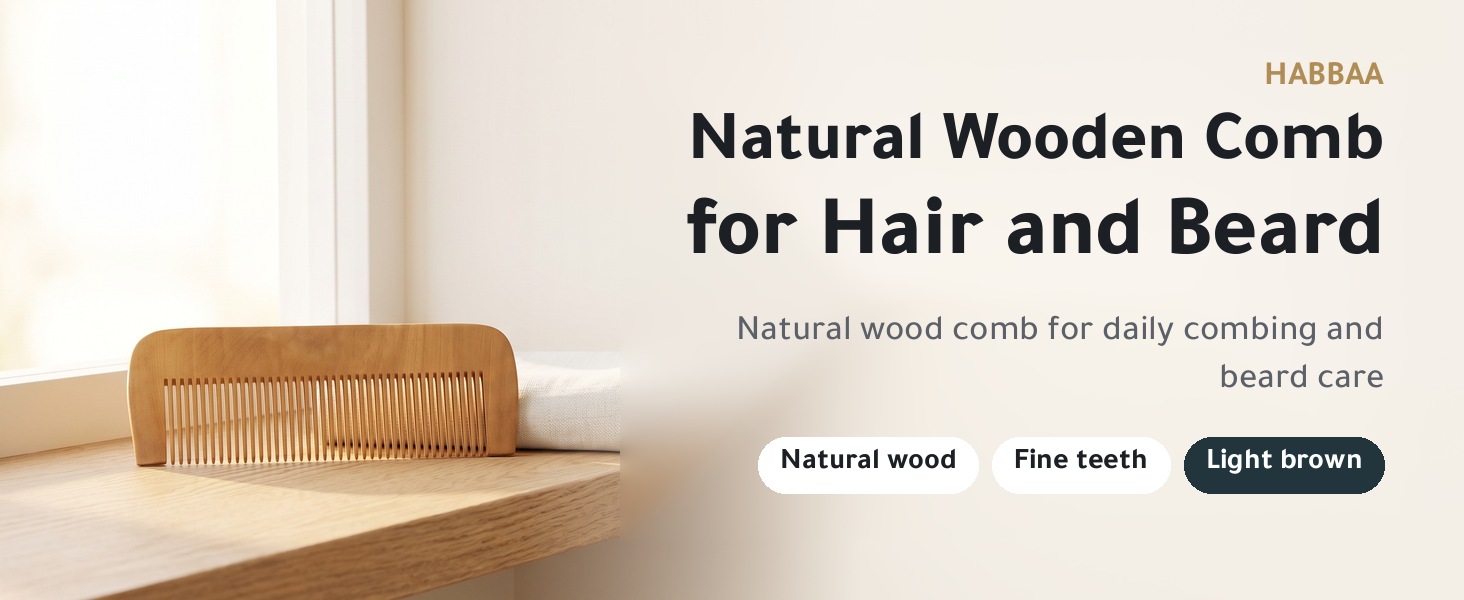 HABBAA
Natural Wooden Comb
for Hair and Beard
Natural wood comb for daily combing and
beard care
Natural wood
Fine teeth
Light brown